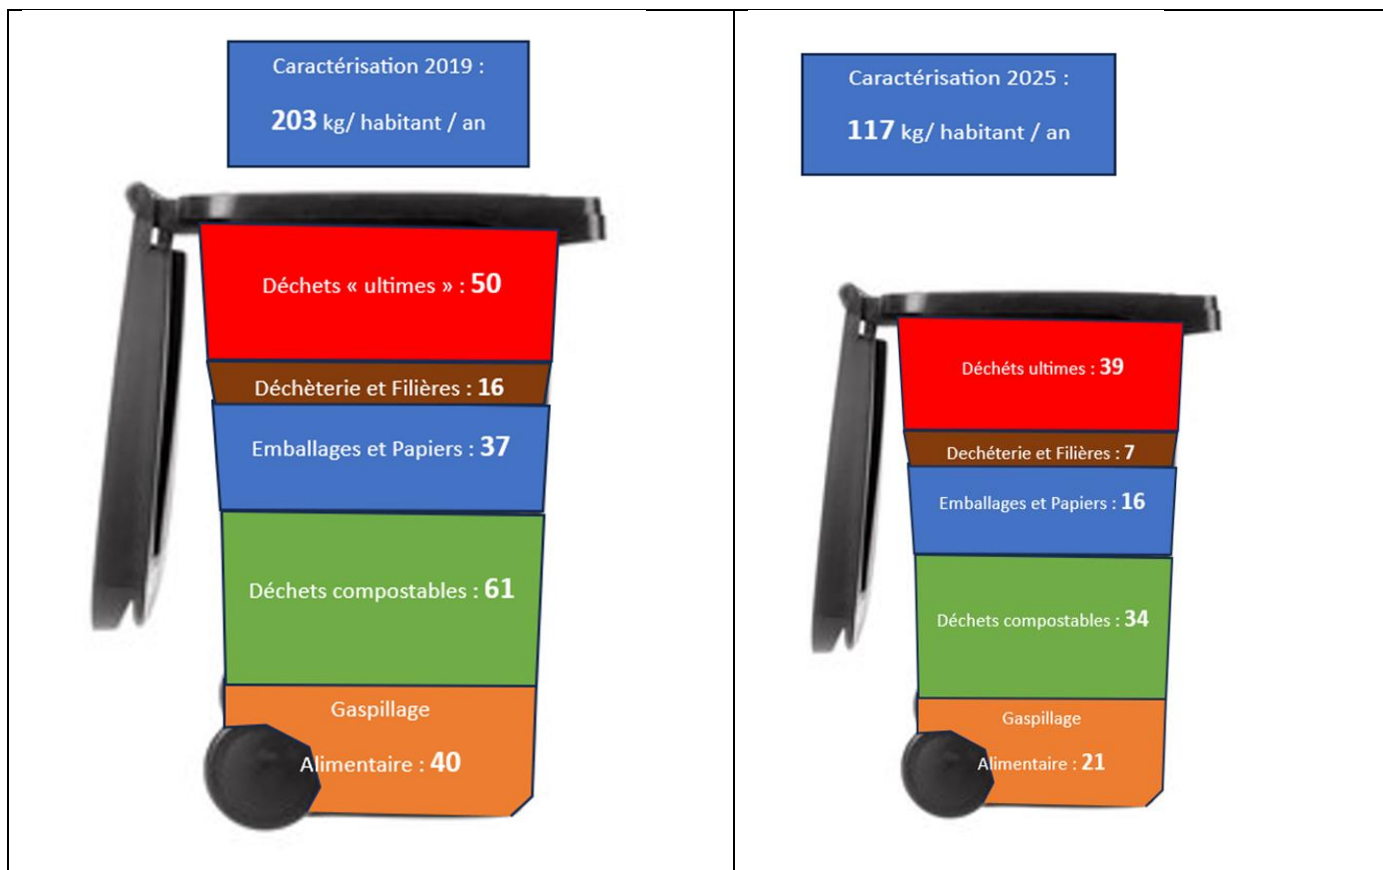 Caractérisation 2019 :
203 kg/ habitant / an
Déchets « ultimes » : 50
Déchèterie et Filières : 16
Emballages et Papiers : 37
Déchets compostables : 61
Gaspillage
Alimentaire : 40
Caractérisation 2025 :
117 kg/ habitant / an
Déchéts ultimes : 39
Dechéterie et Filières : 7
Emballages et Papiers : 16
Déchets compostables : 34
Gaspillage
Alimentaire : 21